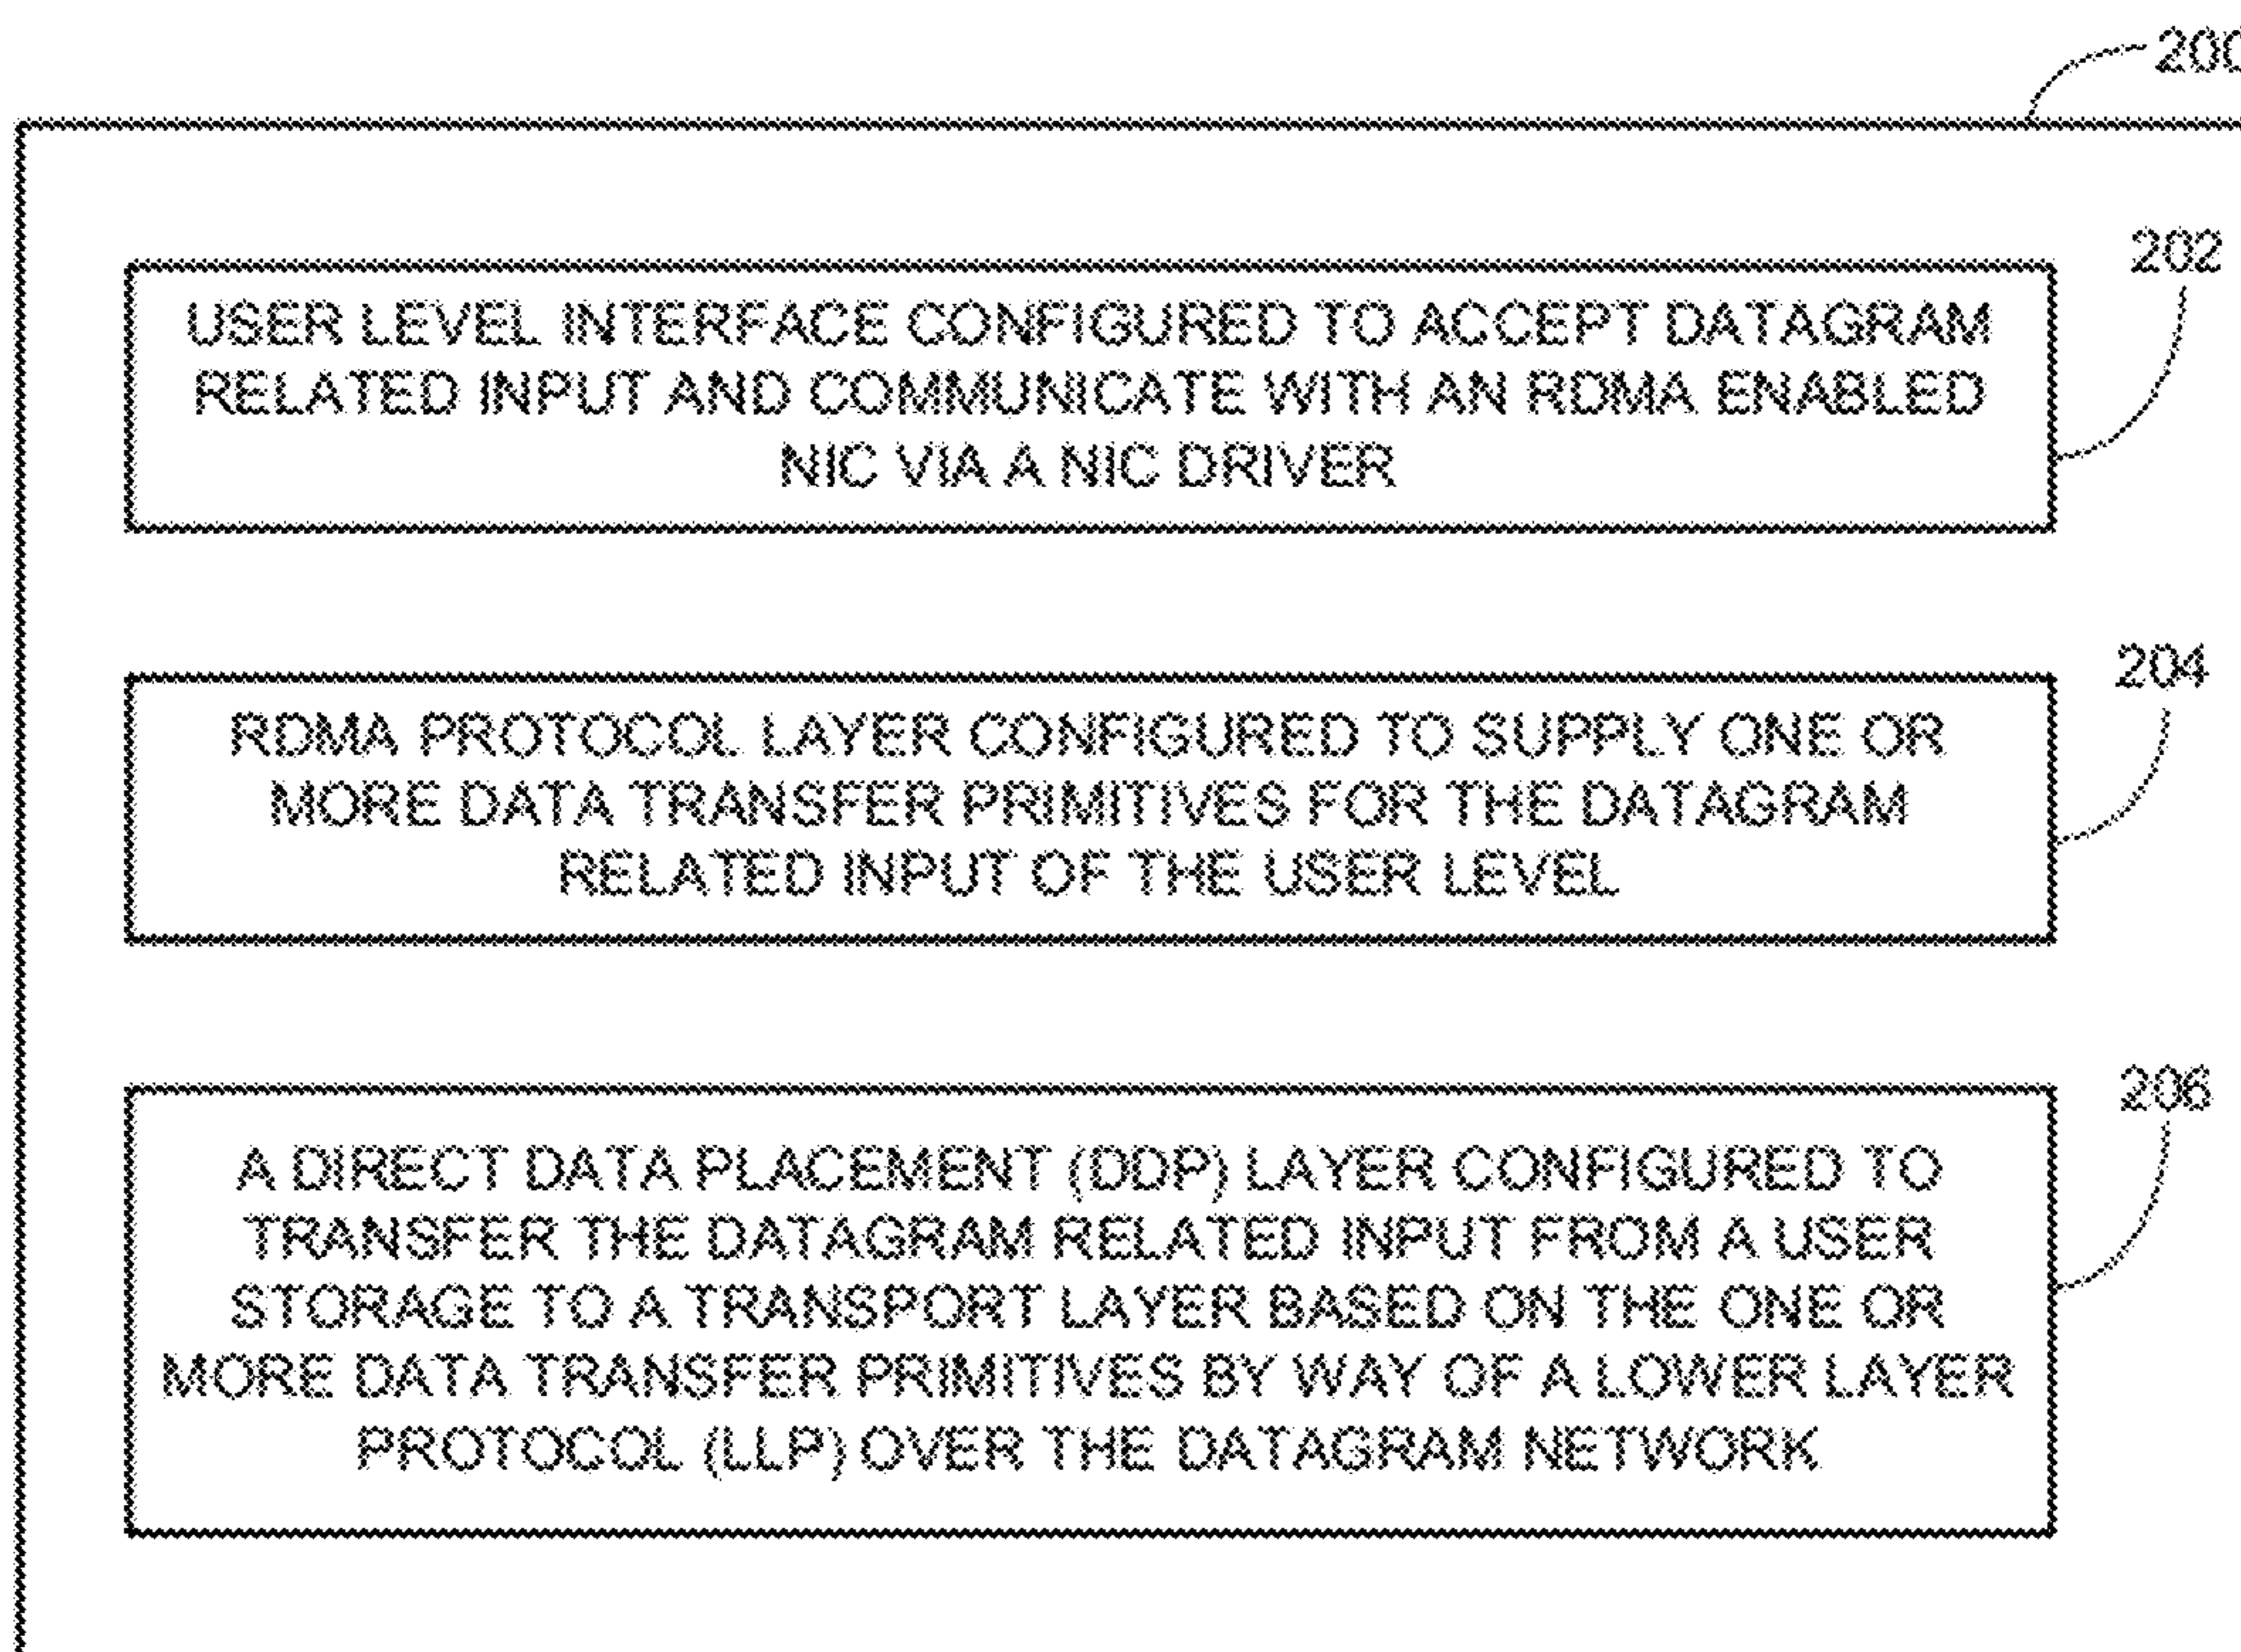 200
202
USER LEVEL INTERFACE CONFIGURED TO ACCEPT DATAGRAM
RELATED INPUT AND COMMUNICATE WITH AN RDMA ENABLED
NIC VIA A NIC DRIVER
204
RDMA PROTOCOL LAYER CONFIGURED TO SUPPLY ONE OR
MORE DATA TRANSFER PRIMITIVES FOR THE DATAGRAM
RELATED INPUT OF THE USER LEVEL
206
A DIRECT DATA PLACEMENT (DDP) LAYER CONFIGURED TO
TRANSFER THE DATAGRAM RELATED INPUT FROM A USER
STORAGE TO A TRANSPORT LAYER BASED ON THE ONE OR
MORE DATA TRANSFER PRIMITIVES BY WAY OF A LOWER LAYER
PROTOCOL (LLP) OVER THE DATAGRAM NETWORK